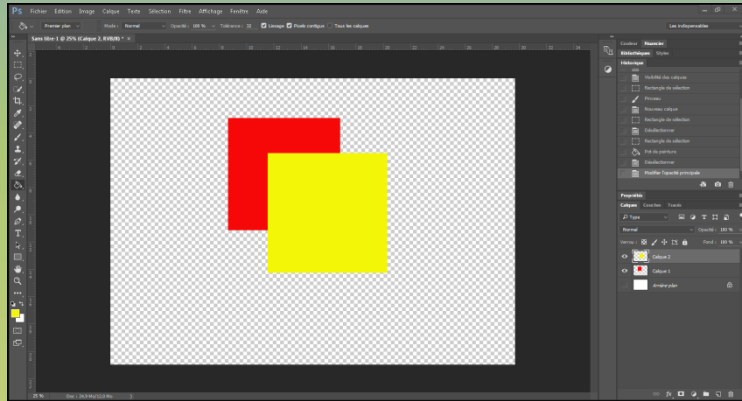 Ps Fichier Edition Image Calque Texte Sélection Filtre Affichage Fenêtre Aide
Premier plan Mode : Normal Opacité : 100 % Tolérance : 32 Lissage Pixels contigus Tous les calques Les indispensables
Sans titre-1 @ 25% (Calque 2, RVB/8) * ×
Couleur Nuancier
Bibliothèques Styles
Historique
Visibilité des calques
Rectangle de sélection
Pinceau
Nouveau calque
Rectangle de sélection
Désélectionner
Rectangle de sélection
Pot de peinture
Désélectionner
Modifier l'opacité principale
Propriétés
Calques Couches Tracés
Type
Normal Opacité : 100 %
Verrou : Fond : 100 %
Calque 2
Calque 1
Arrière-plan
25 %